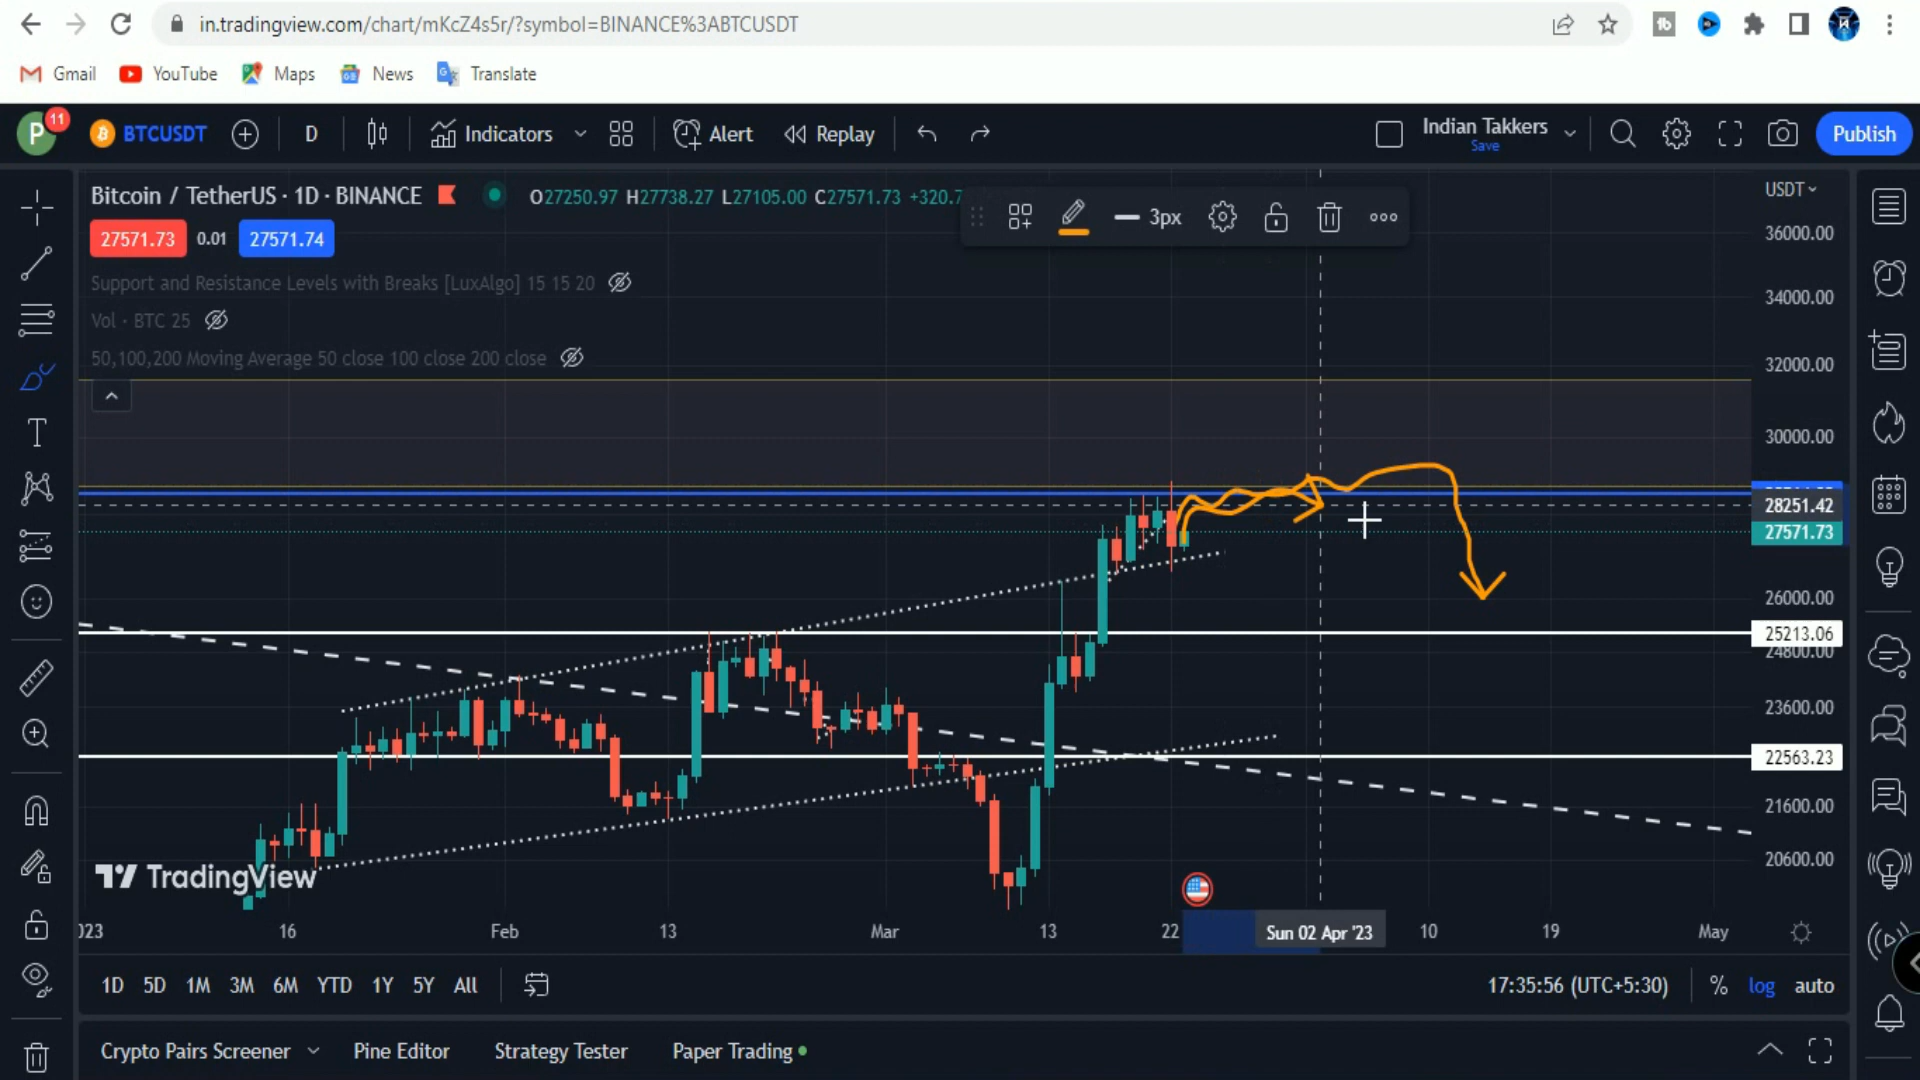 in.tradingview.com/chart/mKcZ4s5r/?symbol=BINANCE%3ABTCUSDT
Gmail YouTube Maps News Translate
P 11 BTCUSDT D Indicators Alert Replay Indian Takkers Save Publish
Bitcoin / TetherUS · 1D · BINANCE O27250.97 H27738.27 L27105.00 C27571.73 +320.7
3px
27571.73 0.01 27571.74
Support and Resistance Levels with Breaks [LuxAlgo] 15 15 20
Vol · BTC 25
50,100,200 Moving Average 50 close 100 close 200 close
USDT
36000.00
34000.00
32000.00
30000.00
28251.42
27571.73
26000.00
25213.06
24800.00
23600.00
22563.23
21600.00
20600.00
TradingView
023 16 Feb 13 Mar 13 22 Sun 02 Apr '23 10 19 May
1D 5D 1M 3M 6M YTD 1Y 5Y All 17:35:56 (UTC+5:30) % log auto
Crypto Pairs Screener Pine Editor Strategy Tester Paper Trading